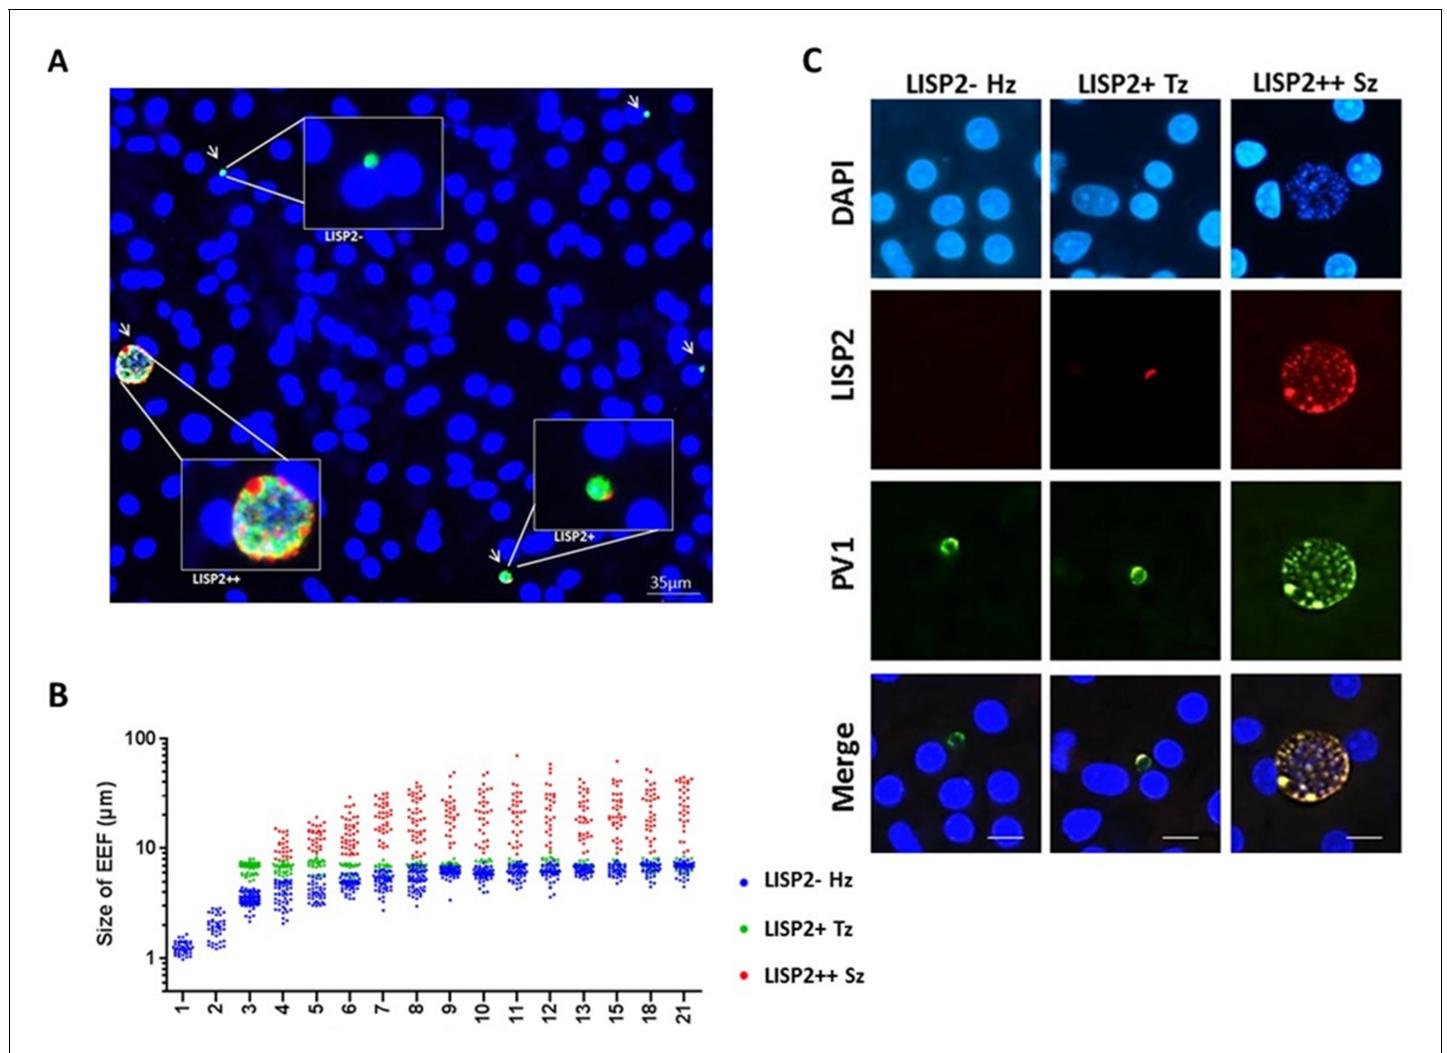 A
LISP2-
LISP2++
LISP2+
35μm
B
100
10
1
Size of EEF (μm)
1 2 3 4 5 6 7 8 9 10 11 12 13 15 18 21
LISP2- Hz
LISP2+ Tz
LISP2++ Sz
C
LISP2- Hz LISP2+ Tz LISP2++ Sz
DAPI
LISP2
PV1
Merge